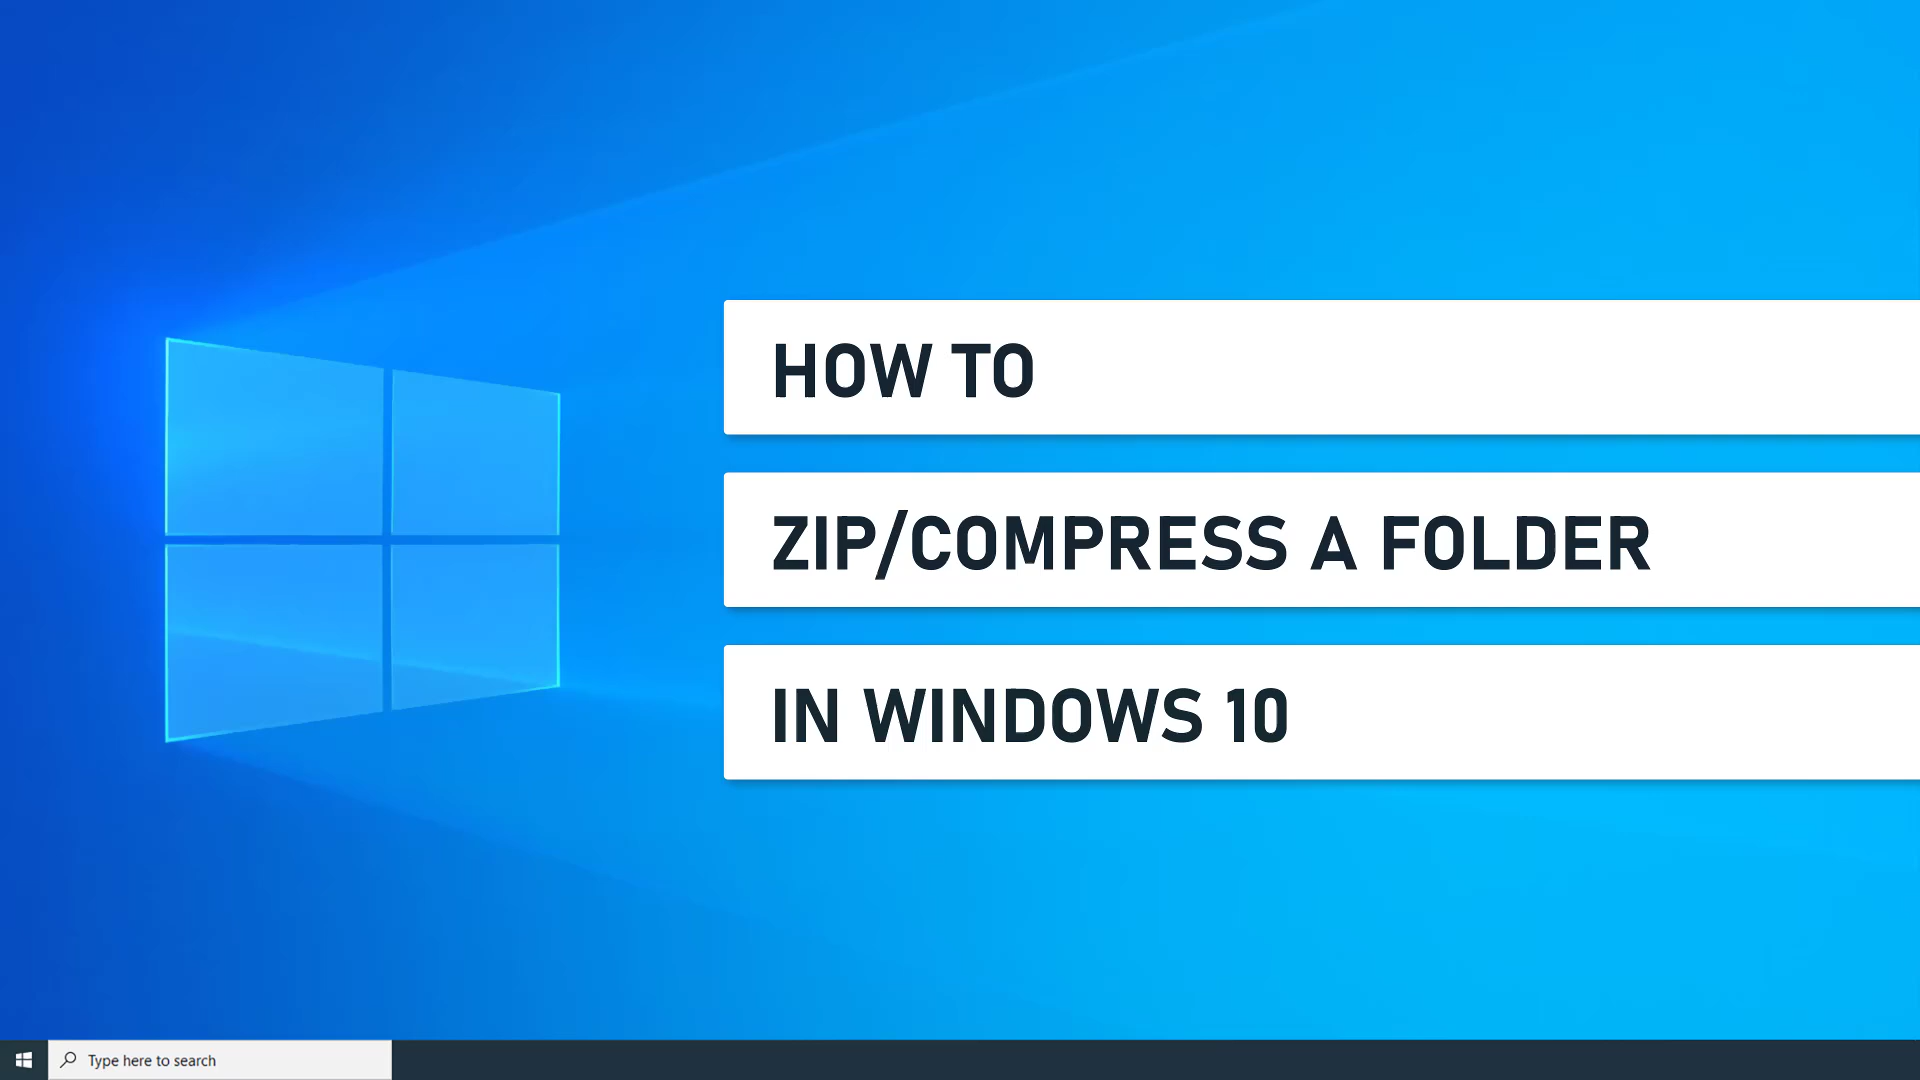 HOW TO
ZIP/COMPRESS A FOLDER
IN WINDOWS 10
Type here to search